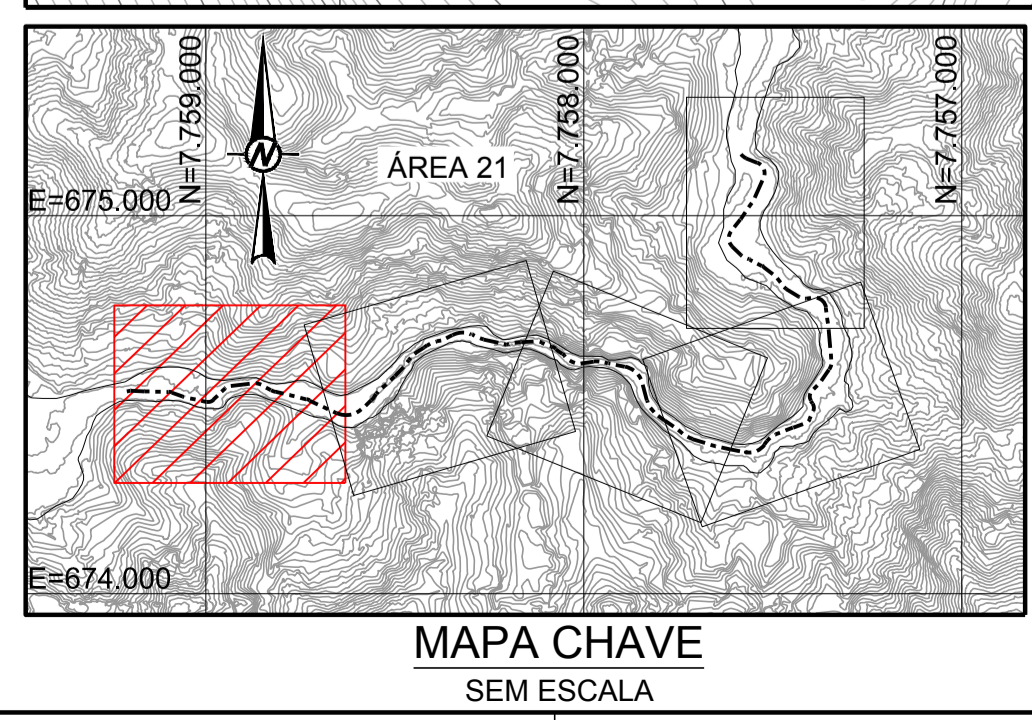 N=7.759.000
N=7.758.000
N=7.757.000
N
ÁREA 21
E=675.000
E=674.000
MAPA CHAVE
SEM ESCALA